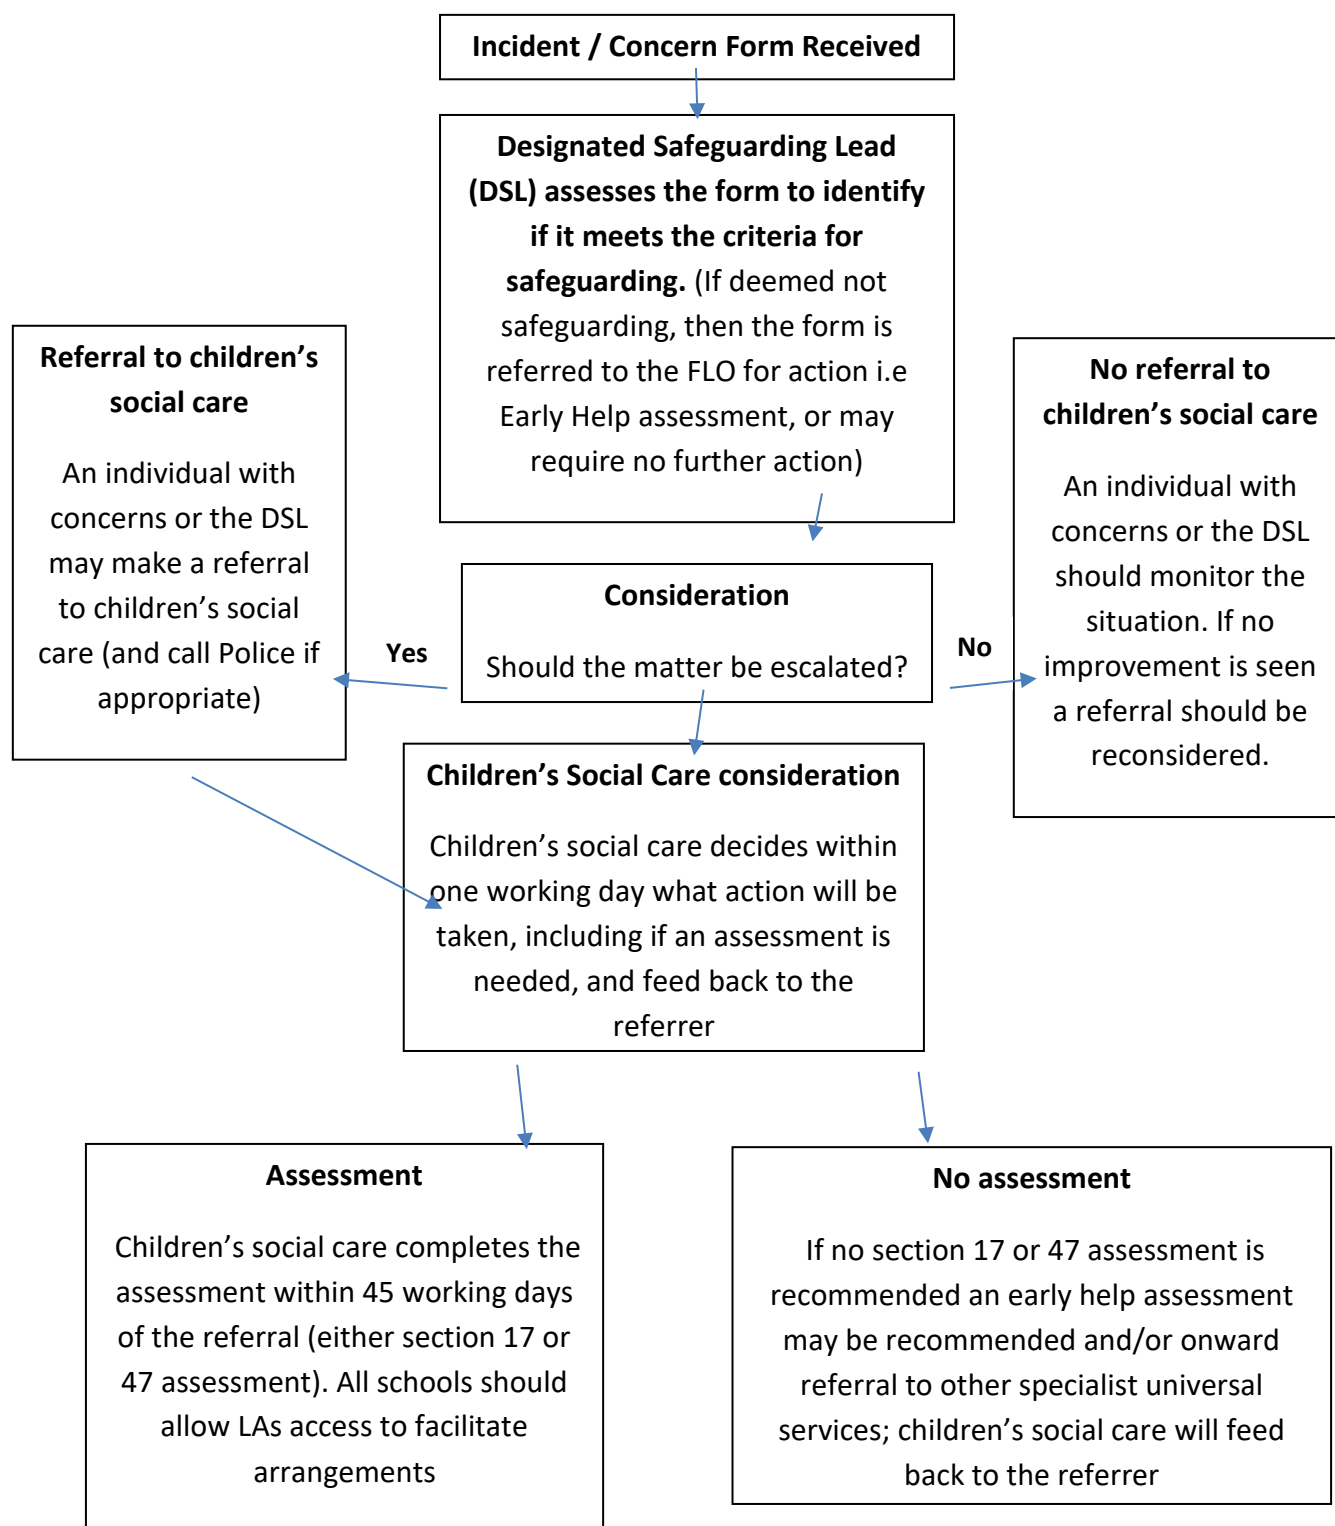 Incident / Concern Form Received
Designated Safeguarding Lead
(DSL) assesses the form to identify
if it meets the criteria for
safeguarding. (If deemed not
safeguarding, then the form is
referred to the FLO for action i.e
Early Help assessment, or may
require no further action)
Referral to children’s
social care
An individual with
concerns or the DSL
may make a referral
to children’s social
care (and call Police if
appropriate)
Yes
Consideration
Should the matter be escalated?
No
No referral to
children’s social care
An individual with
concerns or the DSL
should monitor the
situation. If no
improvement is seen
a referral should be
reconsidered.
Children’s Social Care consideration
Children’s social care decides within
one working day what action will be
taken, including if an assessment is
needed, and feed back to the
referrer
Assessment
Children’s social care completes the
assessment within 45 working days
of the referral (either section 17 or
47 assessment). All schools should
allow LAs access to facilitate
arrangements
No assessment
If no section 17 or 47 assessment is
recommended an early help assessment
may be recommended and/or onward
referral to other specialist universal
services; children’s social care will feed
back to the referrer